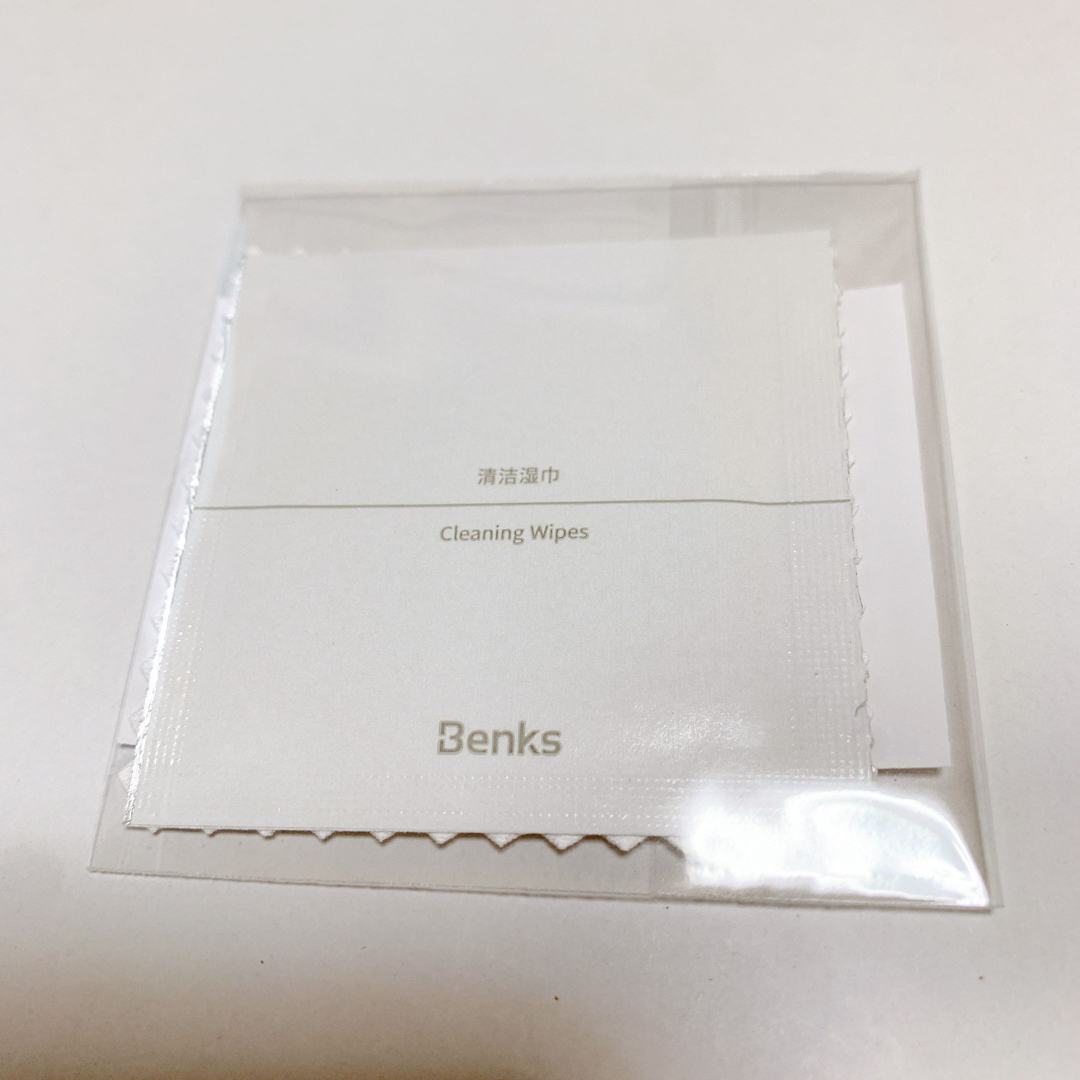 清洁湿巾
Cleaning Wipes
Benks